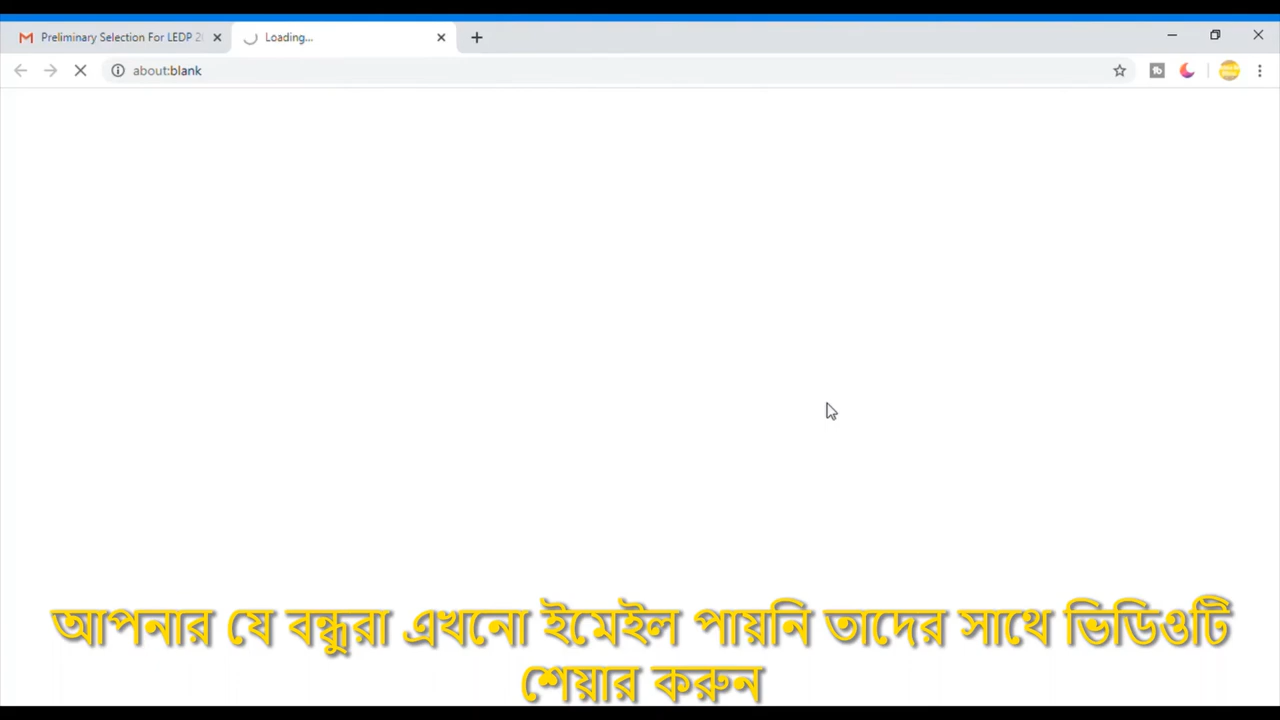 Preliminary Selection For LEDP 2
Loading...
about:blank
আপনার যে বন্ধুরা এখনো ইমেইল পায়নি তাদের সাথে ভিডিওটি
শেয়ার করুন